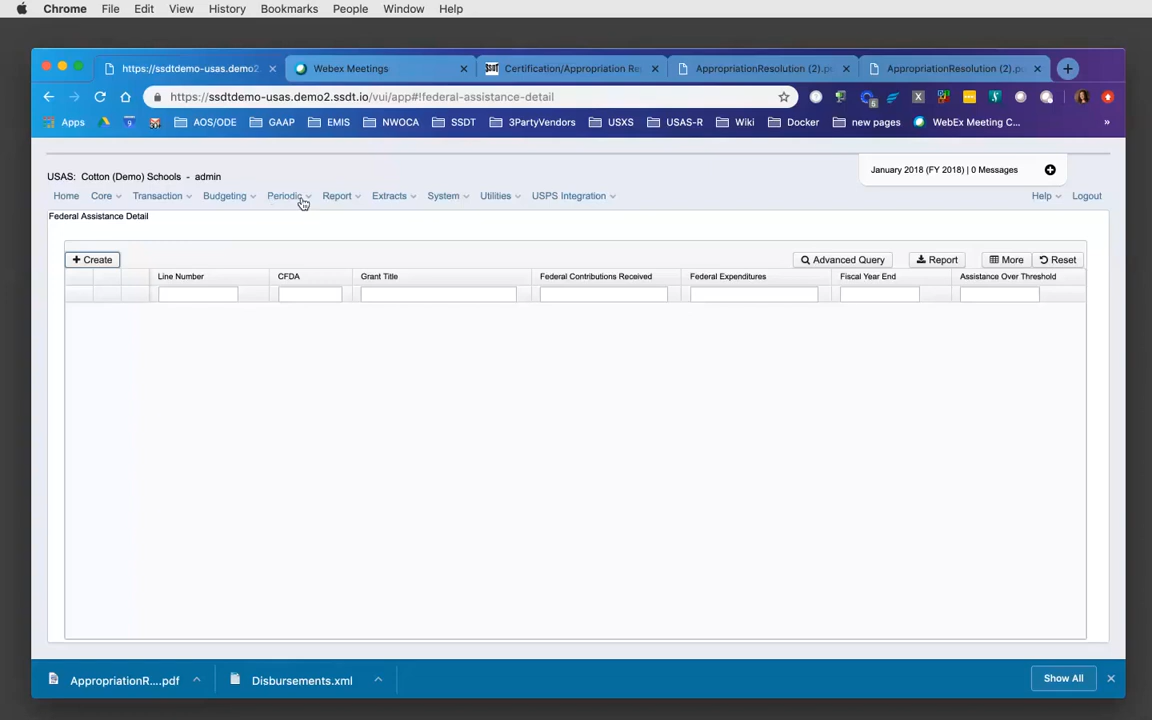 Chrome File Edit View History Bookmarks People Window Help
https://ssdtdemo-usas.demo2. Webex Meetings Certification/Appropriation Re AppropriationResolution (2).p AppropriationResolution (2).p
https://ssdtdemo-usas.demo2.ssdt.io/vui/app#!federal-assistance-detail
6
Apps 9 AOS/ODE GAAP EMIS NWOCA SSDT 3PartyVendors USXS USAS-R Wiki Docker new pages WebEx Meeting C... »
January 2018 (FY 2018) | 0 Messages
USAS: Cotton (Demo) Schools - admin
Home Core Transaction Budgeting Periodic Report Extracts System Utilities USPS Integration Help Logout
Federal Assistance Detail
Create Advanced Query Report More Reset
Line Number CFDA Grant Title Federal Contributions Received Federal Expenditures Fiscal Year End Assistance Over Threshold
AppropriationR....pdf Disbursements.xml Show All